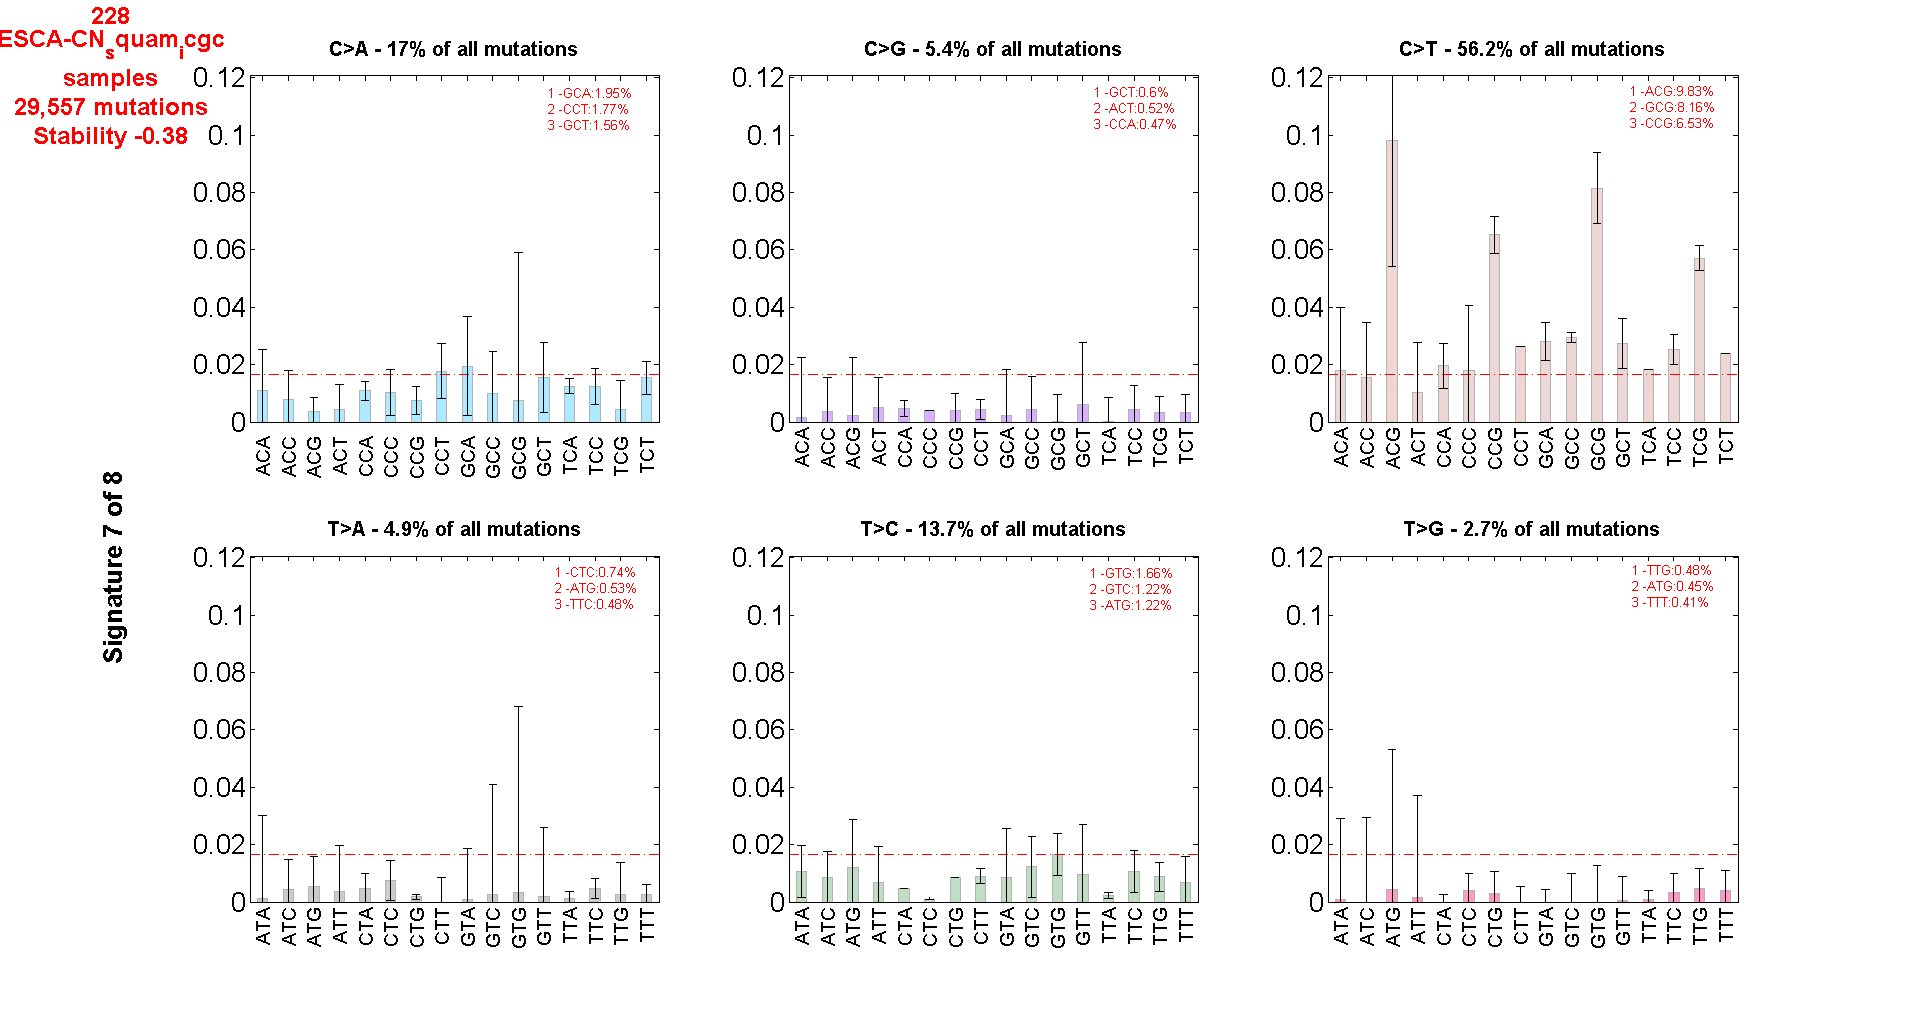 228
ESCA-CNsquamicgc
samples
29,557 mutations
Stability -0.38
Signature 7 of 8
C>A - 17% of all mutations
1 -GCA:1.95%
2 -CCT:1.77%
3 -GCT:1.56%
0.12
0.1
0.08
0.06
0.04
0.02
0
ACA ACC ACG ACT CCA CCC CCG CCT GCA GCC GCG GCT TCA TCC TCG TCT
C>G - 5.4% of all mutations
1 -GCT:0.6%
2 -ACT:0.52%
3 -CCA:0.47%
0.12
0.1
0.08
0.06
0.04
0.02
0
ACA ACC ACG ACT CCA CCC CCG CCT GCA GCC GCG GCT TCA TCC TCG TCT
C>T - 56.2% of all mutations
1 -ACG:9.83%
2 -GCG:8.16%
3 -CCG:6.53%
0.12
0.1
0.08
0.06
0.04
0.02
0
ACA ACC ACG ACT CCA CCC CCG CCT GCA GCC GCG GCT TCA TCC TCG TCT
T>A - 4.9% of all mutations
1 -CTC:0.74%
2 -ATG:0.53%
3 -TTC:0.48%
0.12
0.1
0.08
0.06
0.04
0.02
0
ATA ATC ATG ATT CTA CTC CTG CTT GTA GTC GTG GTT TTA TTC TTG TTT
T>C - 13.7% of all mutations
1 -GTG:1.66%
2 -GTC:1.22%
3 -ATG:1.22%
0.12
0.1
0.08
0.06
0.04
0.02
0
ATA ATC ATG ATT CTA CTC CTG CTT GTA GTC GTG GTT TTA TTC TTG TTT
T>G - 2.7% of all mutations
1 -TTG:0.48%
2 -ATG:0.45%
3 -TTT:0.41%
0.12
0.1
0.08
0.06
0.04
0.02
0
ATA ATC ATG ATT CTA CTC CTG CTT GTA GTC GTG GTT TTA TTC TTG TTT